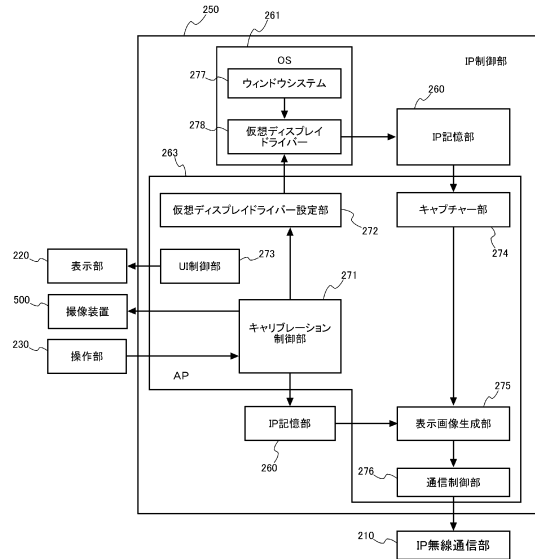 250
261
OS
IP制御部
277
ウィンドウシステム
260
278
仮想ディスプレイ
ドライバー
IP記憶部
263
仮想ディスプレイドライバー設定部
272
キャプチャー部
274
220
表示部
UI制御部
273
500
撮像装置
271
キャリブレーション
制御部
230
操作部
AP
275
IP記憶部
260
表示画像生成部
276
通信制御部
210
IP無線通信部